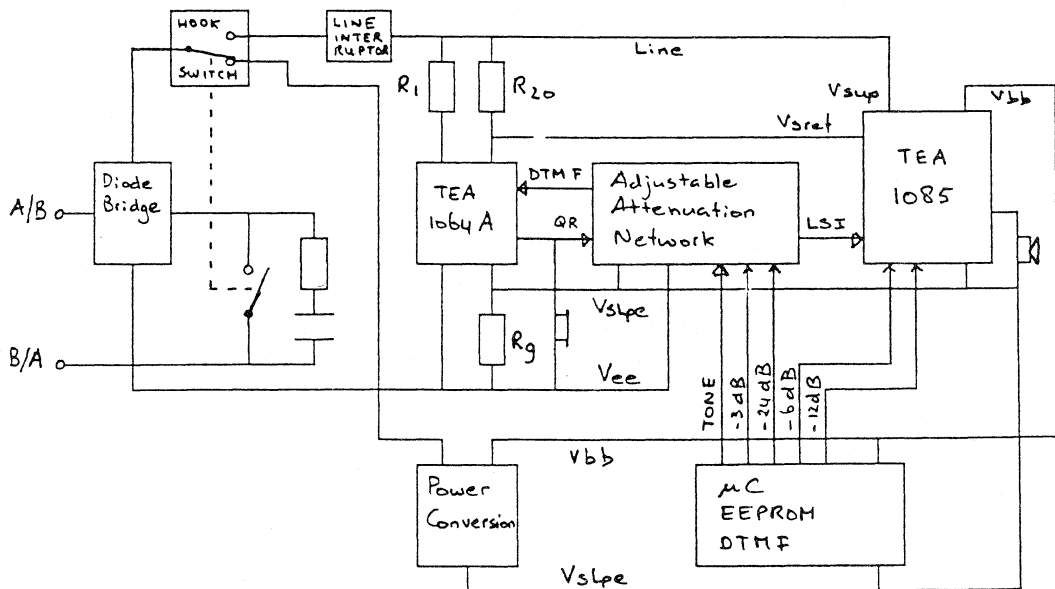 HOOK
SWITCH
LINE
INTER
RUPTOR
Line
R1
R20
Vsup
Vbb
Vsref
Diode
Bridge
A/B
B/A
TEA
1064A
DTMF
QR
Adjustable
Attenuation
Network
LSI
TEA
1085
Vslpe
R9
Vee
TONE
-3dB
-24dB
-6dB
-12dB
Vbb
Power
Conversion
μC
EEPROM
DTMF
Vslpe